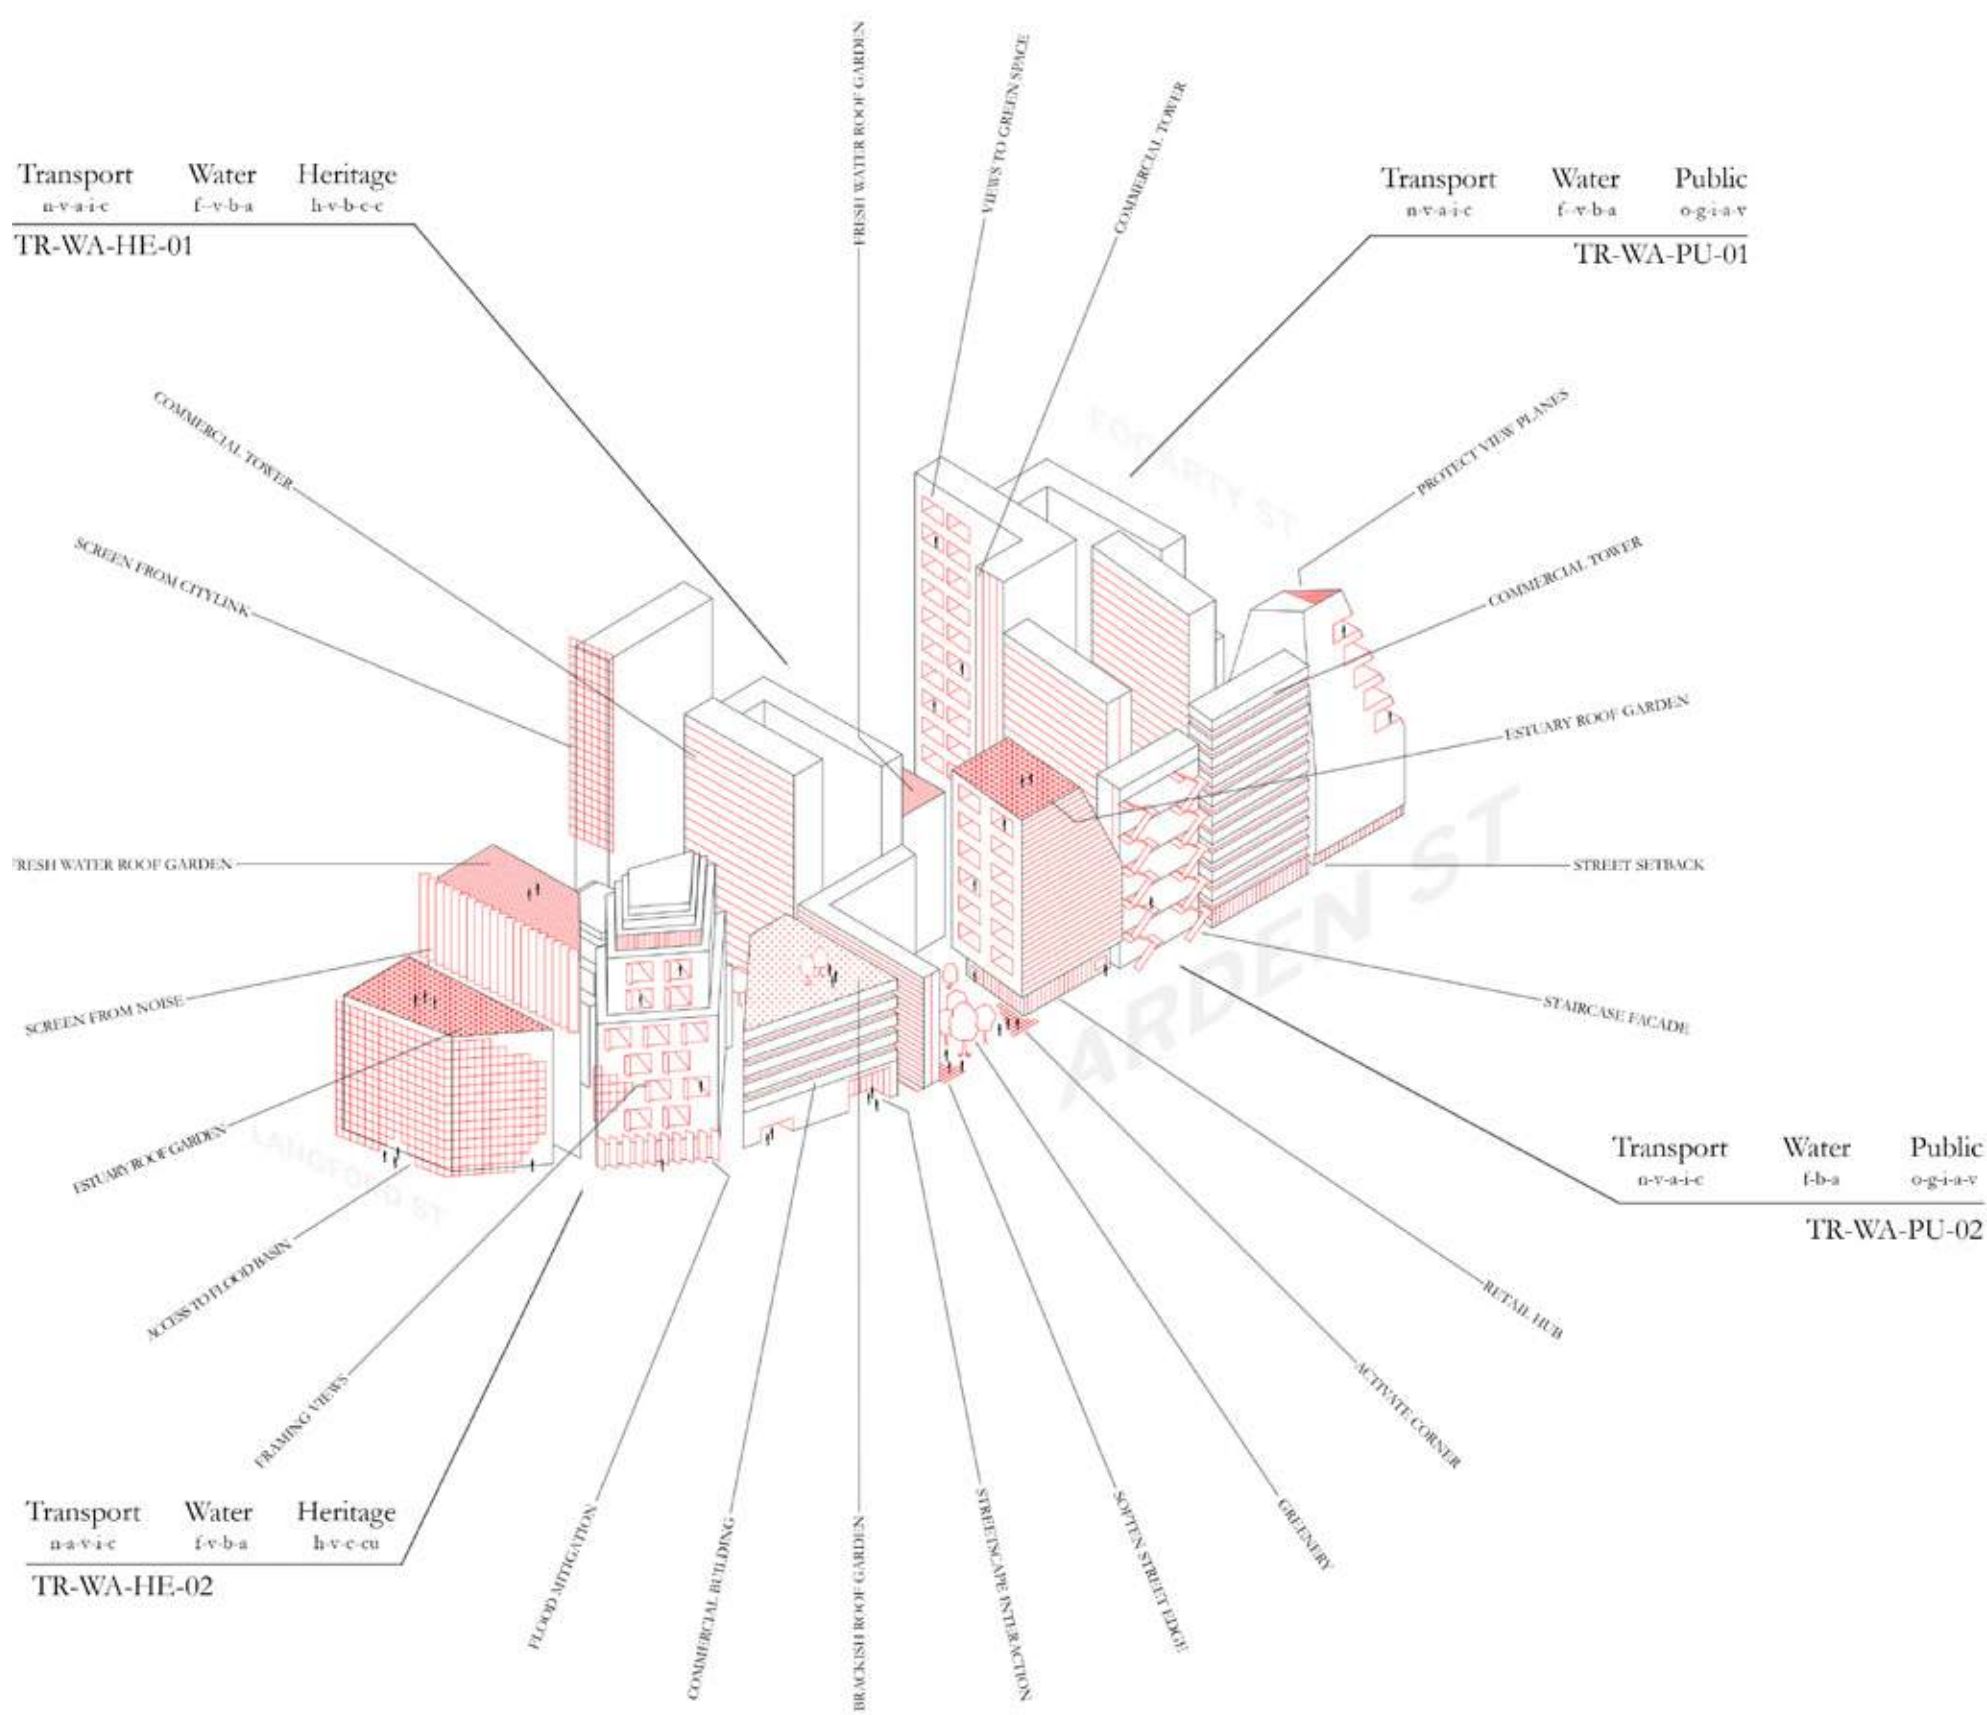 FRESH WATER ROOF GARDEN
VIEWS TO GREEN SPACE
COMMERCIAL TOWER
Transport Water Heritage
n-v-a-i-c f--v-b-a h-v-b-c-c
TR-WA-HE-01
Transport Water Public
n-v-a-i-c f--v-b-a o-g-i-a-v
TR-WA-PU-01
COMMERCIAL TOWER
PROTECT VIEW PLANES
SCREEN FROM CITYLINK
COMMERCIAL TOWER
ESTUARY ROOF GARDEN
RESH WATER ROOF GARDEN
STREET SETBACK
ARDEN ST
SCREEN FROM NOISE
STAIRCASE FACADE
LANGFORD ST
ESTUARY ROOF GARDEN
Transport Water Public
n-v-a-i-c f-b-a o-g-i-a-v
TR-WA-PU-02
ACCESS TO FLOOD BASIN
RETAIL HUB
FRAMING VIEWS
ACTIVATE CORNER
Transport Water Heritage
n-a-v-i-c f-v-b-a h-v-c-cu
TR-WA-HE-02
FLOOD MITIGATION
COMMERCIAL BUILDING
BRACKISH ROOF GARDEN
STREETSCAPE INTERACTION
SOFTEN STREET EDGE
GREENERY